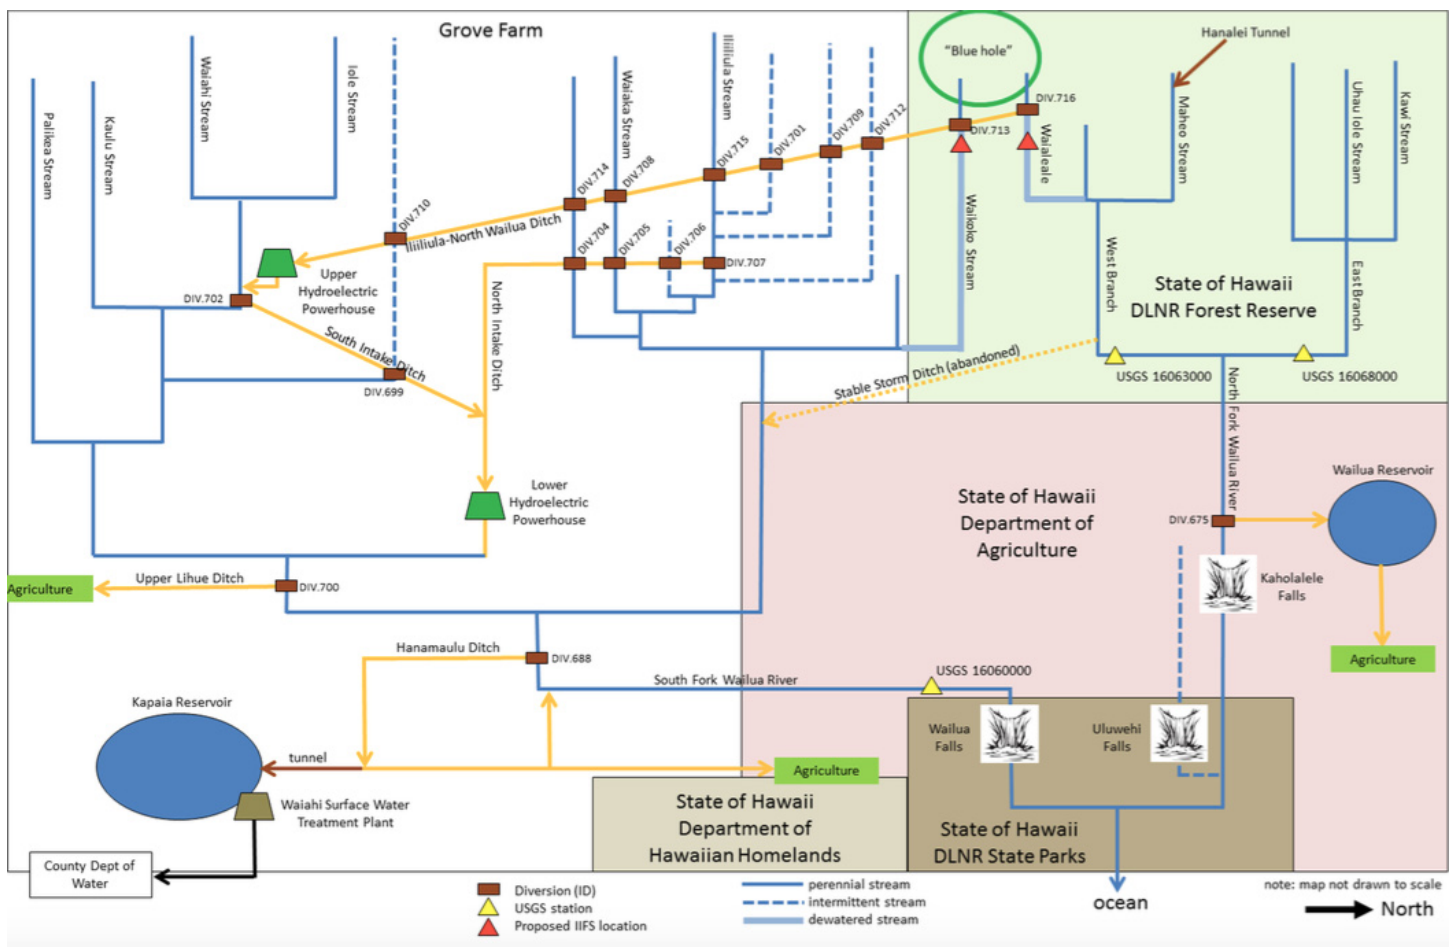 Grove Farm
"Blue hole"
Hanalei Tunnel
Palikea Stream
Kaulu Stream
Waiahi Stream
Iole Stream
Waiaka Stream
Iliiliula Stream
DIV.714
DIV.708
DIV.715
DIV.701
DIV.709
DIV.712
DIV.713
DIV.716
Waialeale
Maheo Stream
Uhau Iole Stream
Kawi Stream
DIV.710
Iliiliula-North Wailua Ditch
DIV.704
DIV.705
DIV.706
DIV.707
Waikoko Stream
West Branch
East Branch
Upper
Hydroelectric
Powerhouse
DIV.702
South Intake Ditch
DIV.699
North Intake Ditch
State of Hawaii
DLNR Forest Reserve
Stable Storm Ditch (abandoned)
USGS 16063000
USGS 16068000
North Fork Wailua River
Lower
Hydroelectric
Powerhouse
State of Hawaii
Department of
Agriculture
Wailua Reservoir
DIV.675
Kaholalele
Falls
Agriculture
Upper Lihue Ditch
DIV.700
Agriculture
Hanamaulu Ditch
DIV.688
South Fork Wailua River
USGS 16060000
Kapaia Reservoir
tunnel
Wailua
Falls
Uluwehi
Falls
Agriculture
Waiahi Surface Water
Treatment Plant
State of Hawaii
Department of
Hawaiian Homelands
State of Hawaii
DLNR State Parks
County Dept of
Water
Diversion (ID)
USGS station
Proposed IIFS location
perennial stream
intermittent stream
dewatered stream
ocean
note: map not drawn to scale
North